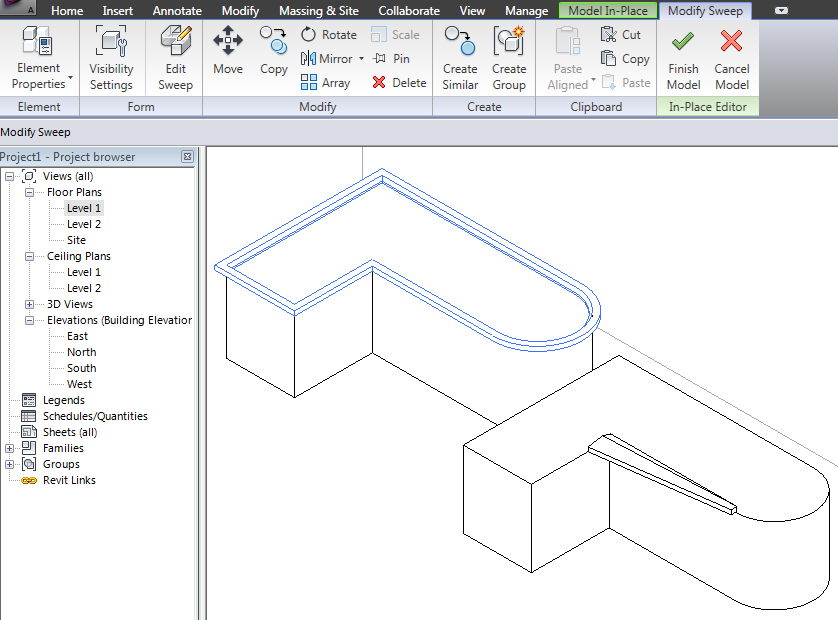 Home Insert Annotate Modify Massing & Site Collaborate View Manage Model In-Place Modify Sweep
Element Properties
Visibility Settings
Edit Sweep
Move
Copy
Rotate
Mirror
Array
Scale
Pin
Delete
Create Similar
Create Group
Paste Aligned
Cut
Copy
Paste
Finish Model
Cancel Model
Element Form Modify Create Clipboard In-Place Editor
Modify Sweep
Project1 - Project browser
Views (all)
Floor Plans
Level 1
Level 2
Site
Ceiling Plans
Level 1
Level 2
3D Views
Elevations (Building Elevation
East
North
South
West
Legends
Schedules/Quantities
Sheets (all)
Families
Groups
Revit Links